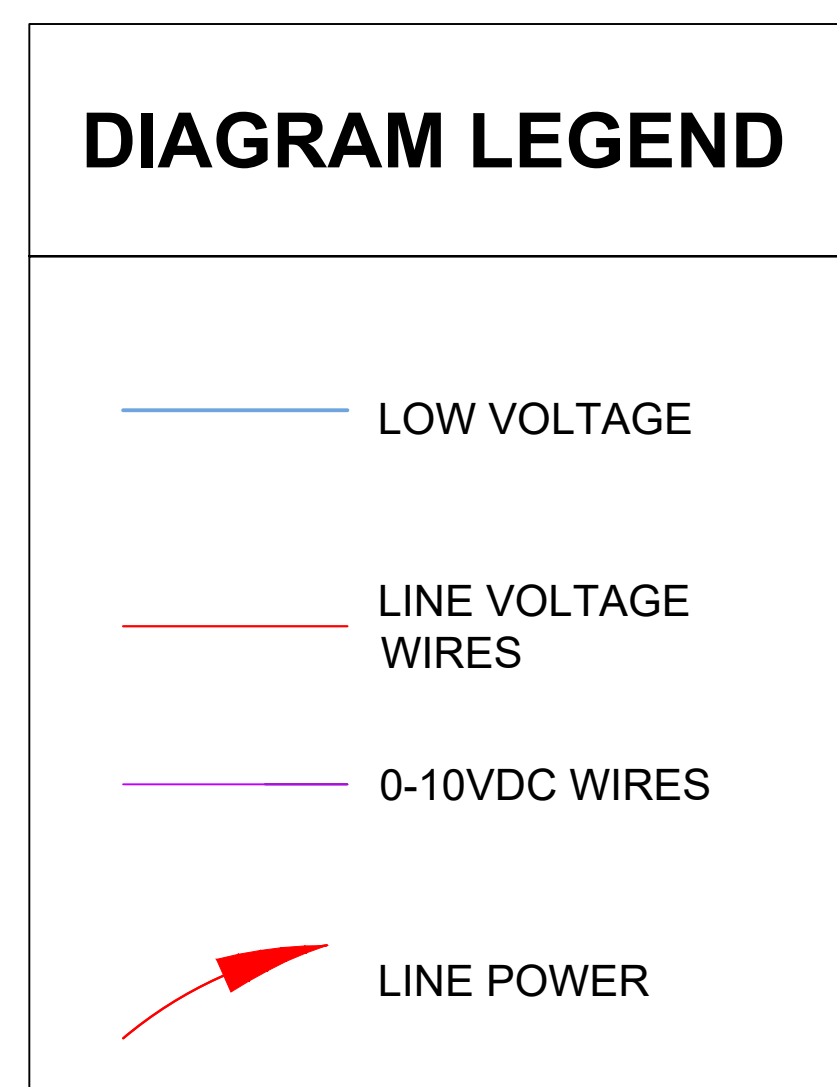 DIAGRAM LEGEND
LOW VOLTAGE
LINE VOLTAGE
WIRES
0-10VDC WIRES
LINE POWER